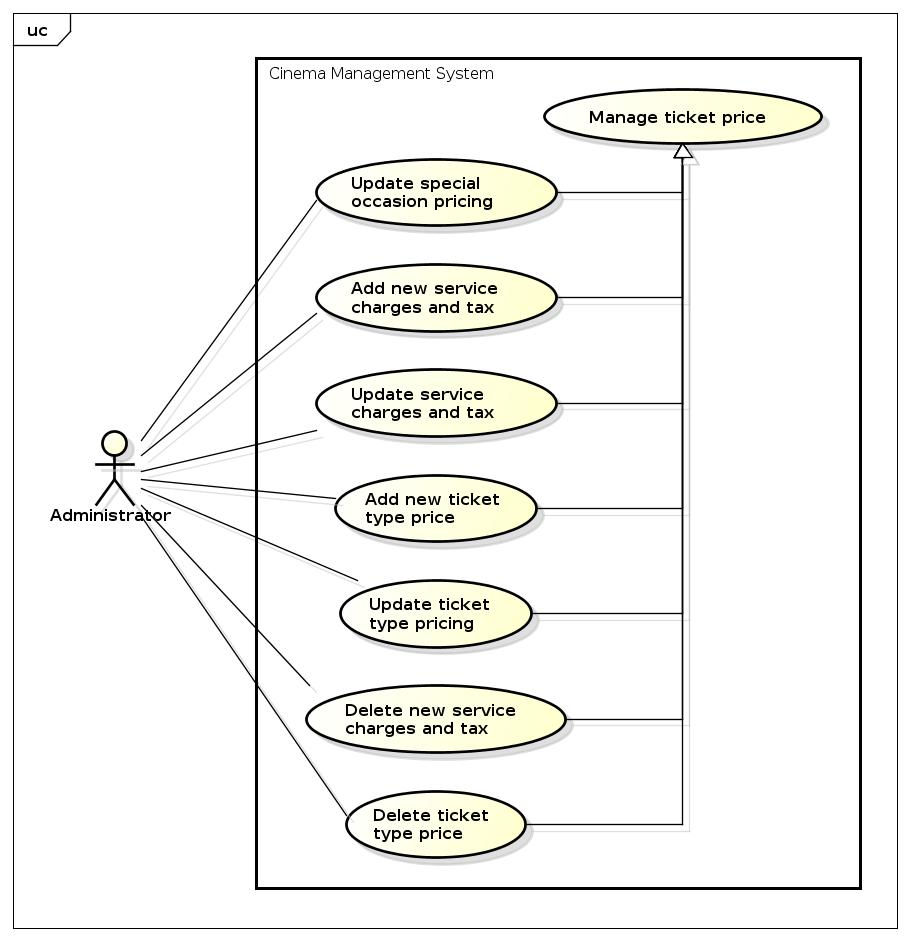 uc
Cinema Management System
Manage ticket price
Update special
occasion pricing
Add new service
charges and tax
Update service
charges and tax
Add new ticket
type price
Administrator
Update ticket
type pricing
Delete new service
charges and tax
Delete ticket
type price